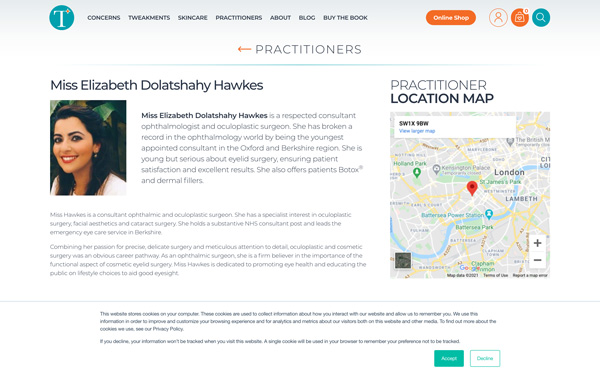 T+
CONCERNS TWEAKMENTS SKINCARE PRACTITIONERS ABOUT BLOG BUY THE BOOK
Online Shop
0
← PRACTITIONERS
Miss Elizabeth Dolatshahy Hawkes
Miss Elizabeth Dolatshahy Hawkes is a respected consultant
ophthalmologist and oculoplastic surgeon. She has broken a
record in the ophthalmology world by being the youngest
appointed consultant in the Oxford and Berkshire region. She is
young but serious about eyelid surgery, ensuring patient
satisfaction and excellent results. She also offers patients Botox®
and dermal fillers.
Miss Hawkes is a consultant ophthalmic and oculoplastic surgeon. She has a specialist interest in oculoplastic
surgery, facial aesthetics and cataract surgery. She holds a substantive NHS consultant post and leads the
emergency eye care service in Berkshire.
Combining her passion for precise, delicate surgery and meticulous attention to detail, oculoplastic and cosmetic
surgery was an obvious career pathway. As an ophthalmic surgeon, she is a firm believer in the importance of the
functional aspect of cosmetic eyelid surgery. Miss Hawkes is dedicated to promoting eye health and educating the
public on lifestyle choices to aid good eyesight.
PRACTITIONER
LOCATION MAP
SW1X 9BW
View larger map
The British Museum
Temporarily closed
Kensington Palace
London
St James's Park
LAMBETH
Battersea Power Station
Battersea Park
Clapham
Common
+
−
Map data ©2021 Terms of Use Report a map error
This website stores cookies on your computer. These cookies are used to collect information about how you interact with our website and allow us to remember you. We use this
information in order to improve and customize your browsing experience and for analytics and metrics about our visitors both on this website and other media. To find out more about the
cookies we use, see our Privacy Policy.
If you decline, your information won't be tracked when you visit this website. A single cookie will be used in your browser to remember your preference not to be tracked.
Accept Decline